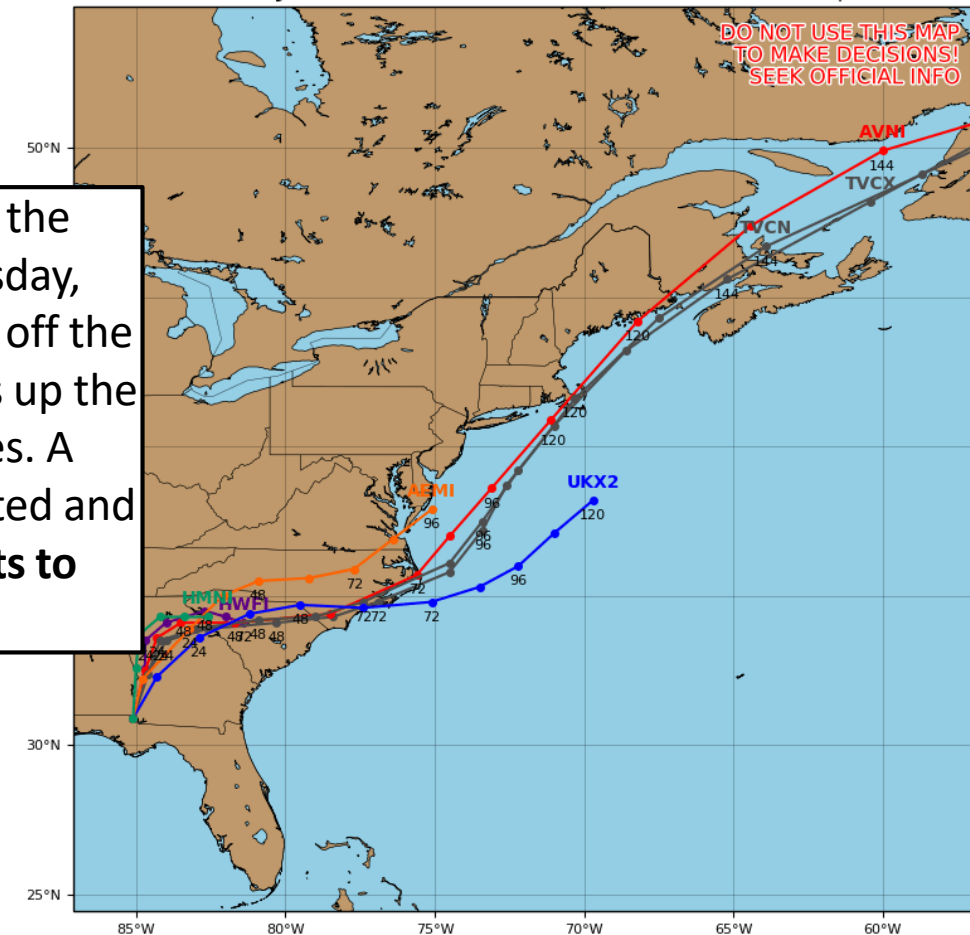 DO NOT USE THIS MAP
TO MAKE DECISIONS!
SEEK OFFICIAL INFO
AVNI
144
50°N
TVCX
the
TVCN
144
sday,
144
off the
120
up the
120
es. A
120
UKX2
AEMI
ted and
96
96
120
ts to
96
96
96
48
72
HMNI
HWFI
48
48
72
72
72
72
48
48
48
24
24
24
30°N
25°N
85°W
80°W
75°W
70°W
65°W
60°W